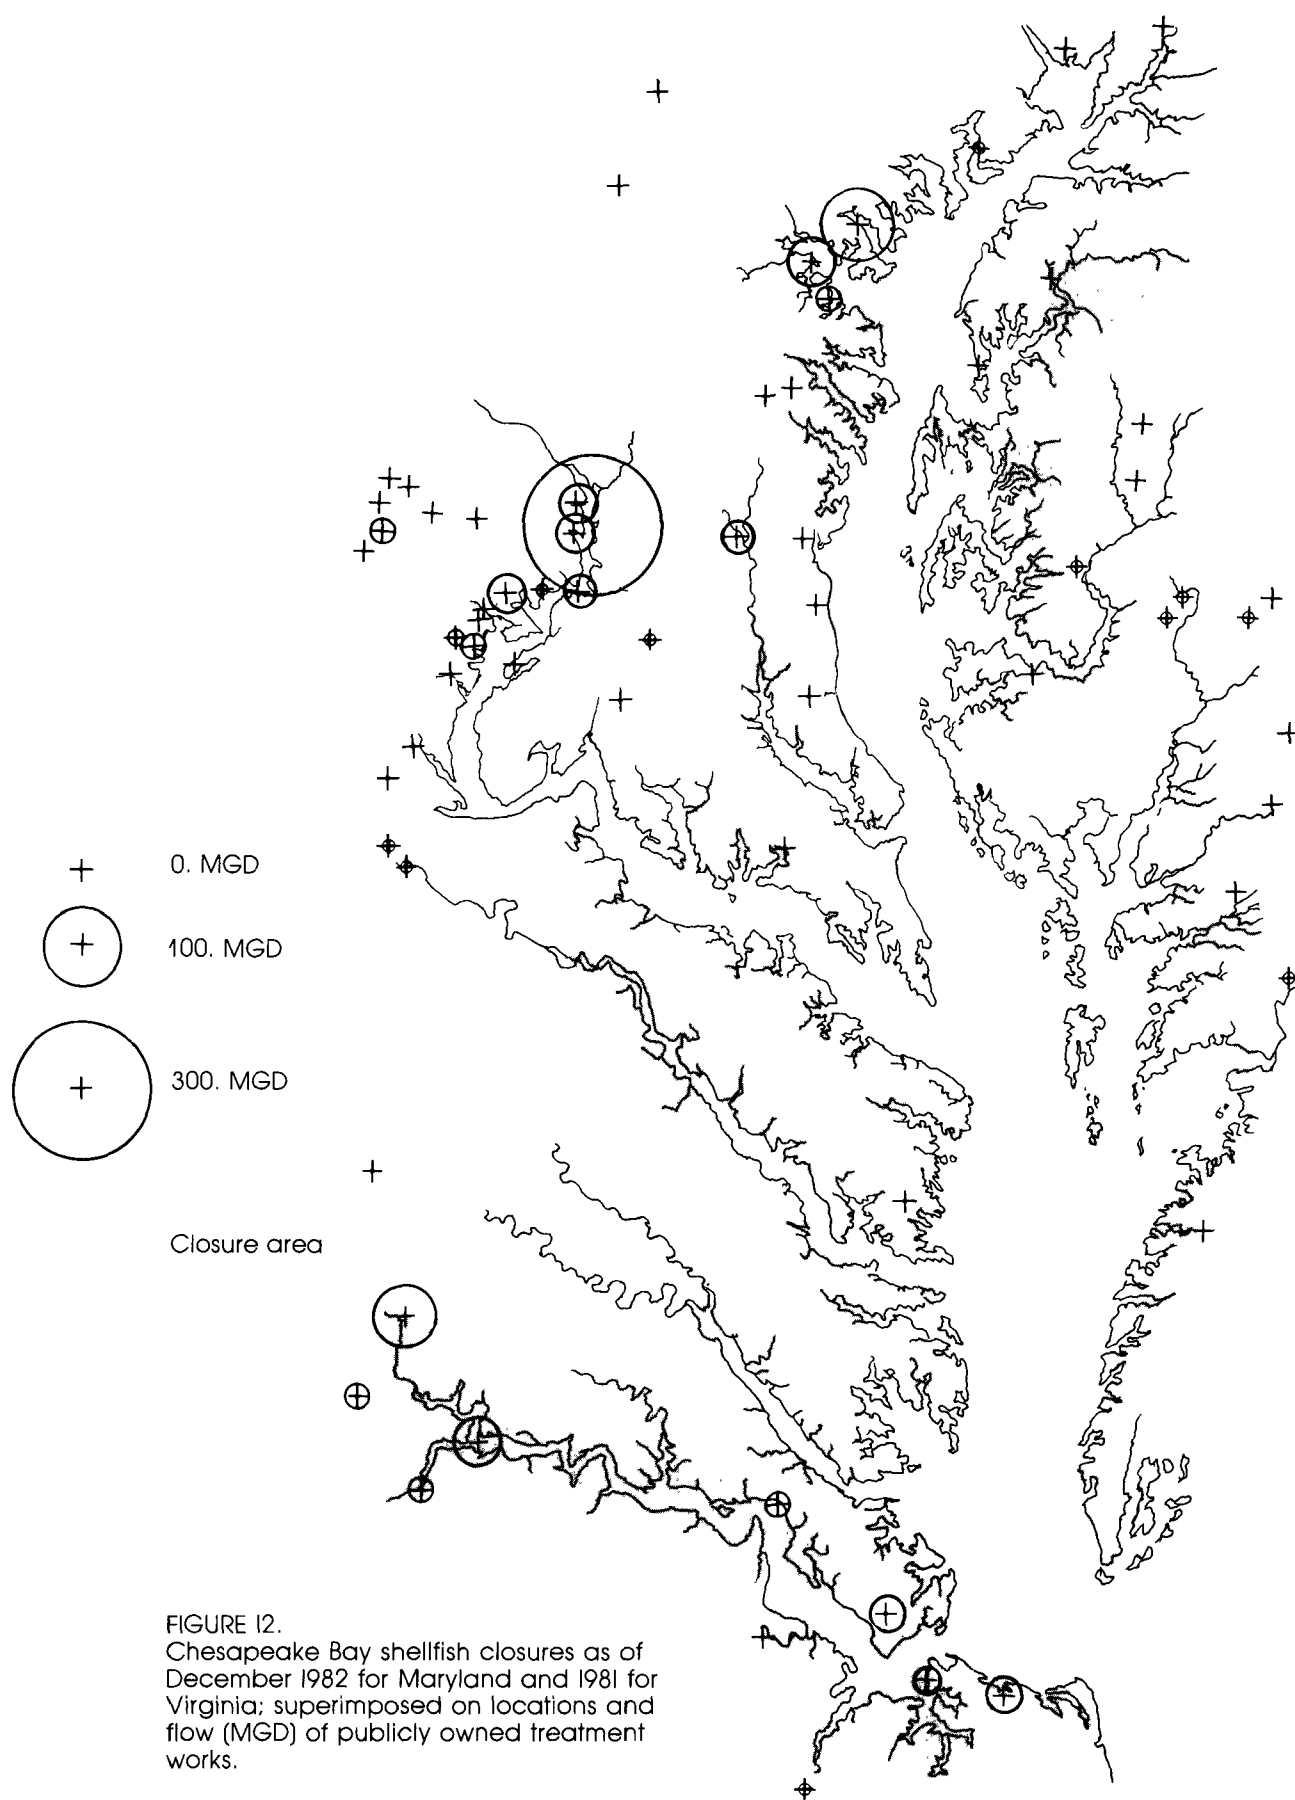 0. MGD
100. MGD
300. MGD
Closure area
FIGURE 12.
Chesapeake Bay shellfish closures as of
December 1982 for Maryland and 1981 for
Virginia; superimposed on locations and
flow (MGD) of publicly owned treatment
works.